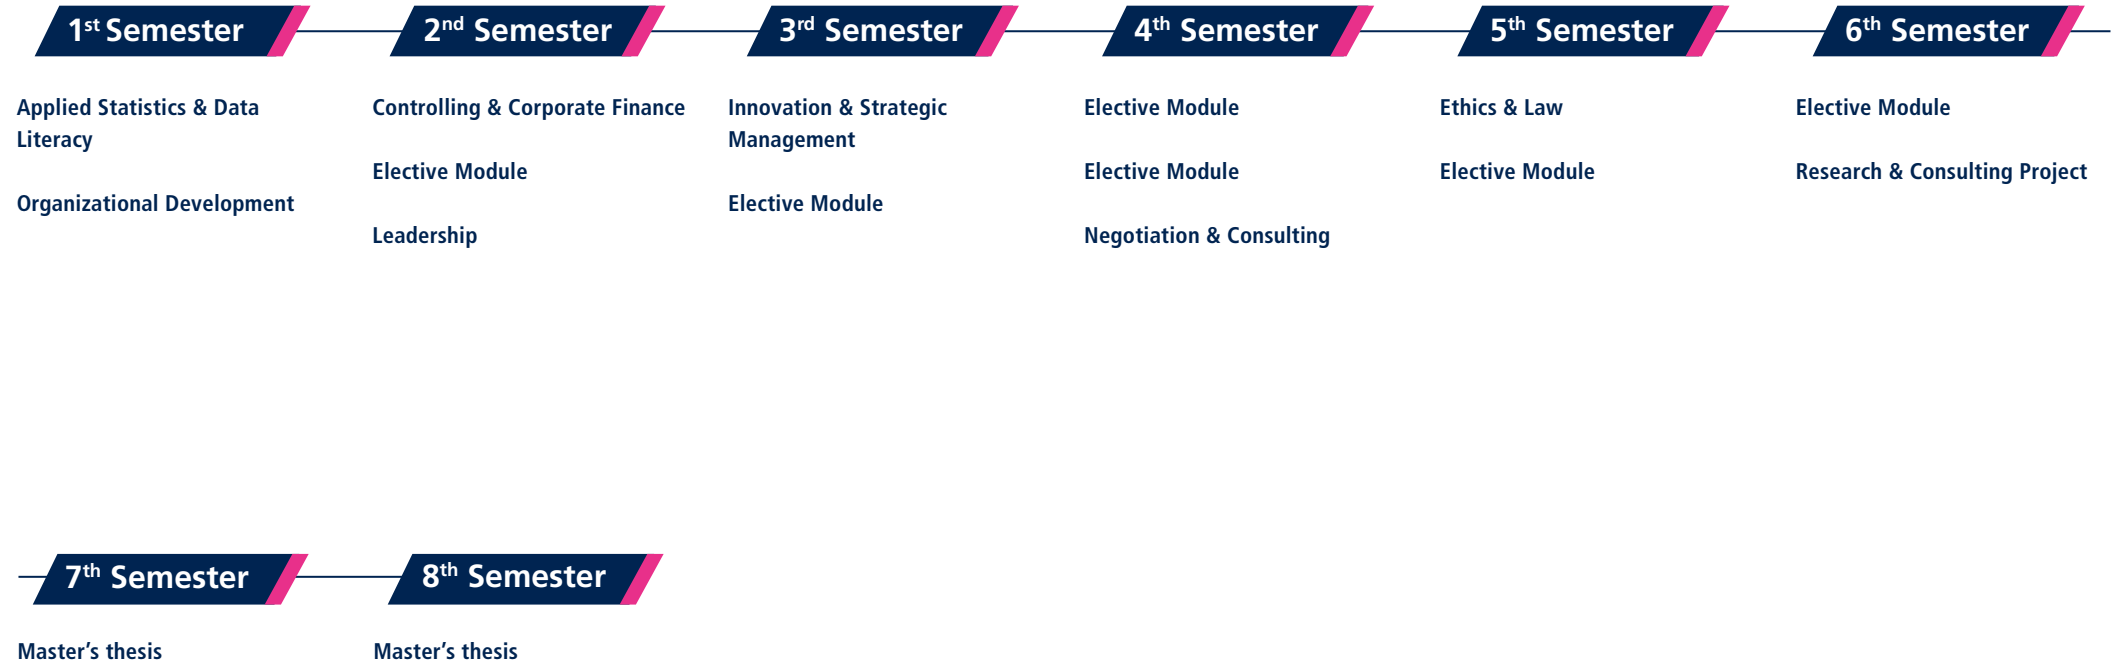 1st Semester
Applied Statistics & Data
Literacy
Organizational Development
2nd Semester
Controlling & Corporate Finance
Elective Module
Leadership
3rd Semester
Innovation & Strategic
Management
Elective Module
4th Semester
Elective Module
Elective Module
Negotiation & Consulting
5th Semester
Ethics & Law
Elective Module
6th Semester
Elective Module
Research & Consulting Project
7th Semester
Master’s thesis
8th Semester
Master’s thesis